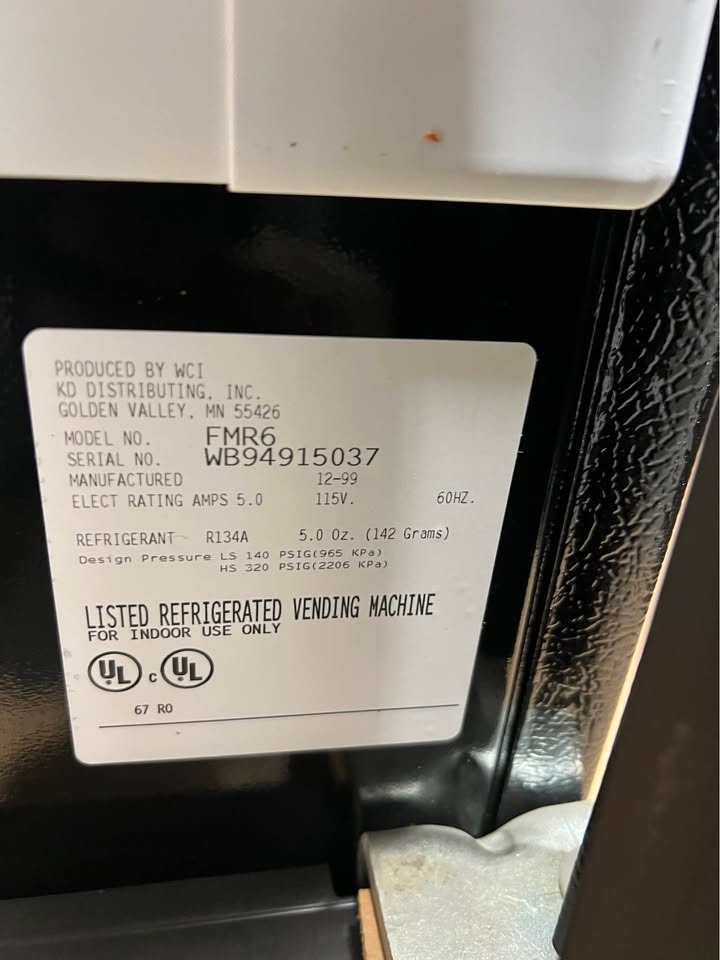 PRODUCED BY WCI
KD DISTRIBUTING, INC.
GOLDEN VALLEY, MN 55426
MODEL NO. FMR6
SERIAL NO. WB94915037
MANUFACTURED 12-99
ELECT RATING AMPS 5.0 115V. 60HZ.
REFRIGERANT R134A 5.0 Oz. (142 Grams)
Design Pressure LS 140 PSIG(965 KPa)
HS 320 PSIG(2206 KPa)
LISTED REFRIGERATED VENDING MACHINE
FOR INDOOR USE ONLY
UL c UL
67 RO